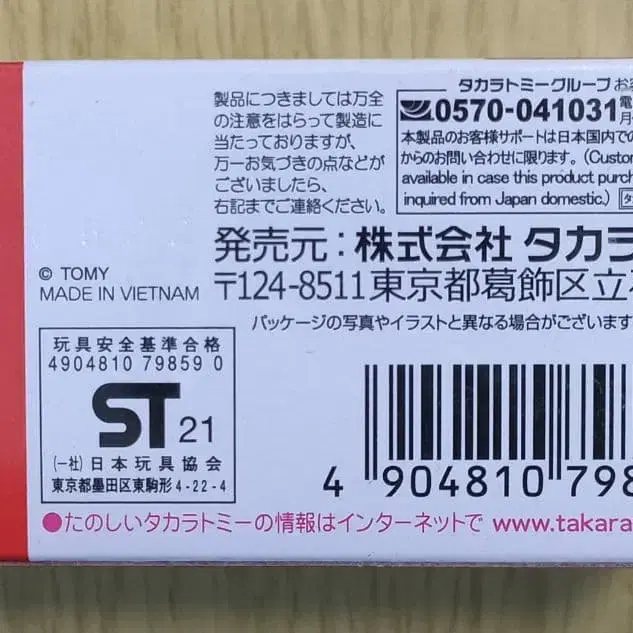 製品につきましては万全
の注意をはらって製造に
当たっておりますが、
万一お気づきの点などが
ございましたら、
右記までご連絡ください。
タカラトミーグループ お客
0570-041031 電
月
本製品のお客様サポートは日本国内での
からのお問い合わせに限ります。(Custom
available in case this product purch
inquired from Japan domestic.)
発売元:株式会社 タカラ
〒124-8511 東京都葛飾区立石
© TOMY
MADE IN VIETNAM
パッケージの写真やイラストと異なる場合がございます
玩具安全基準合格
4904810 79859 0
ST 21
(一社)日本玩具協会
東京都墨田区東駒形4-22-4
4 904810 798
●たのしいタカラトミーの情報はインターネットで www.takara